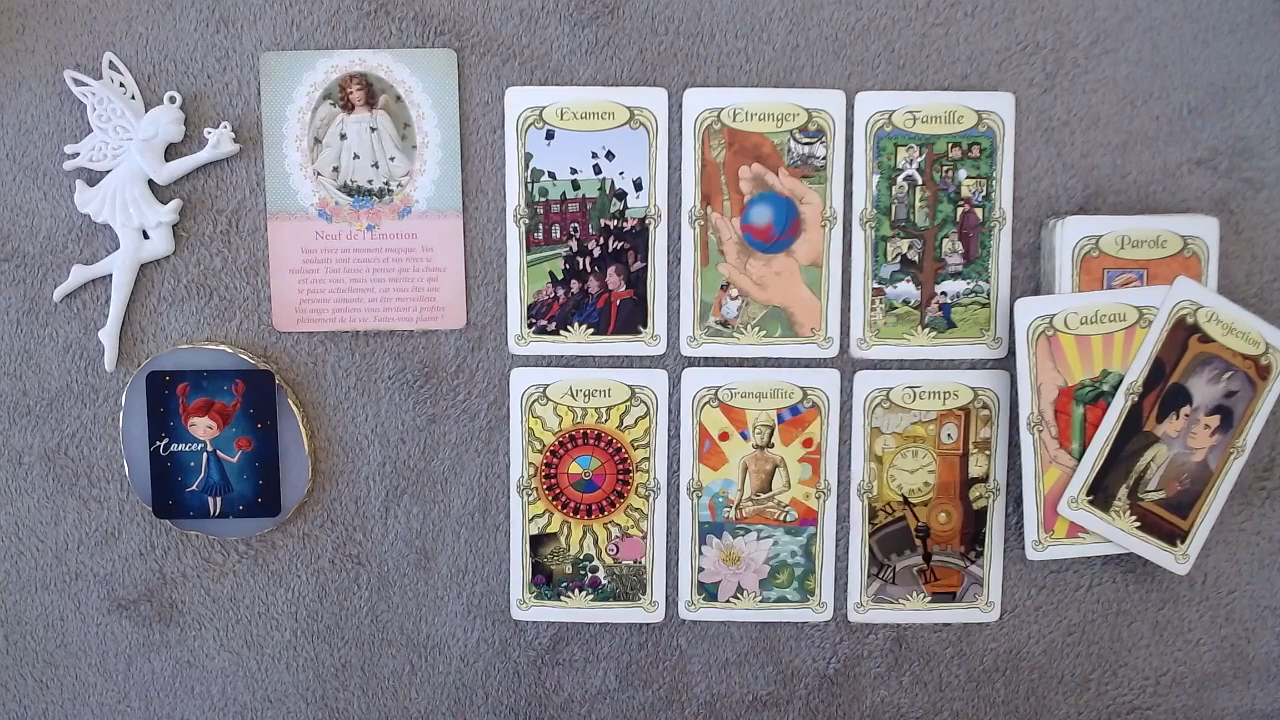 Neuf de l'Emotion
Vous vivez un moment magique. Vos
souhaits sont exaucés et vos rêves se
réalisent. Tout laisse à penser que la chance
est avec vous, mais vous méritez ce qui
se passe actuellement, car vous êtes une
personne aimante, un être merveilleux.
Vos anges gardiens vous invitent à profiter
pleinement de la vie. Faites-vous plaisir !
Cancer
Examen
Etranger
Famille
Argent
Tranquillité
Temps
Parole
Cadeau
Projection